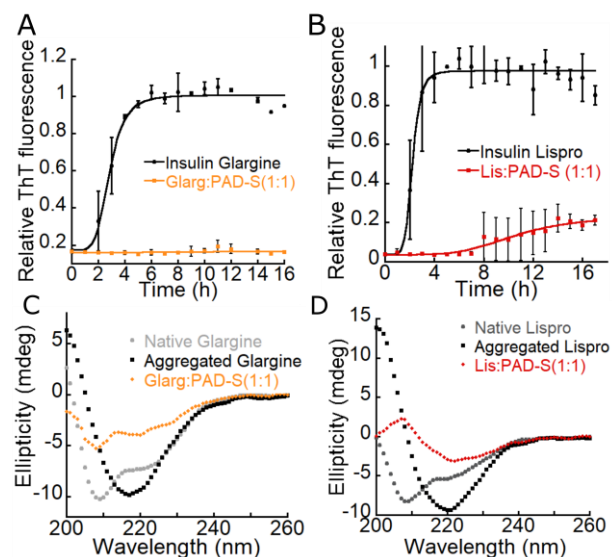 A
Relative ThT fluorescence
1.2
1
0.8
0.6
0.4
0.2
Insulin Glargine
Glarg:PAD-S(1:1)
0 2 4 6 8 10 12 14 16
Time (h)
B
Relative ThT fluorescence
1
0.8
0.6
0.4
0.2
Insulin Lispro
Lis:PAD-S (1:1)
0 4 8 12 16
Time (h)
C
Ellipticity (mdeg)
5
0
-5
-10
Native Glargine
Aggregated Glargine
Glarg:PAD-S(1:1)
200 220 240 260
Wavelength (nm)
D
Ellipticity (mdeg)
15
10
5
0
-5
-10
Native Lispro
Aggregated Lispro
Lis:PAD-S(1:1)
200 220 240 260
Wavelength (nm)